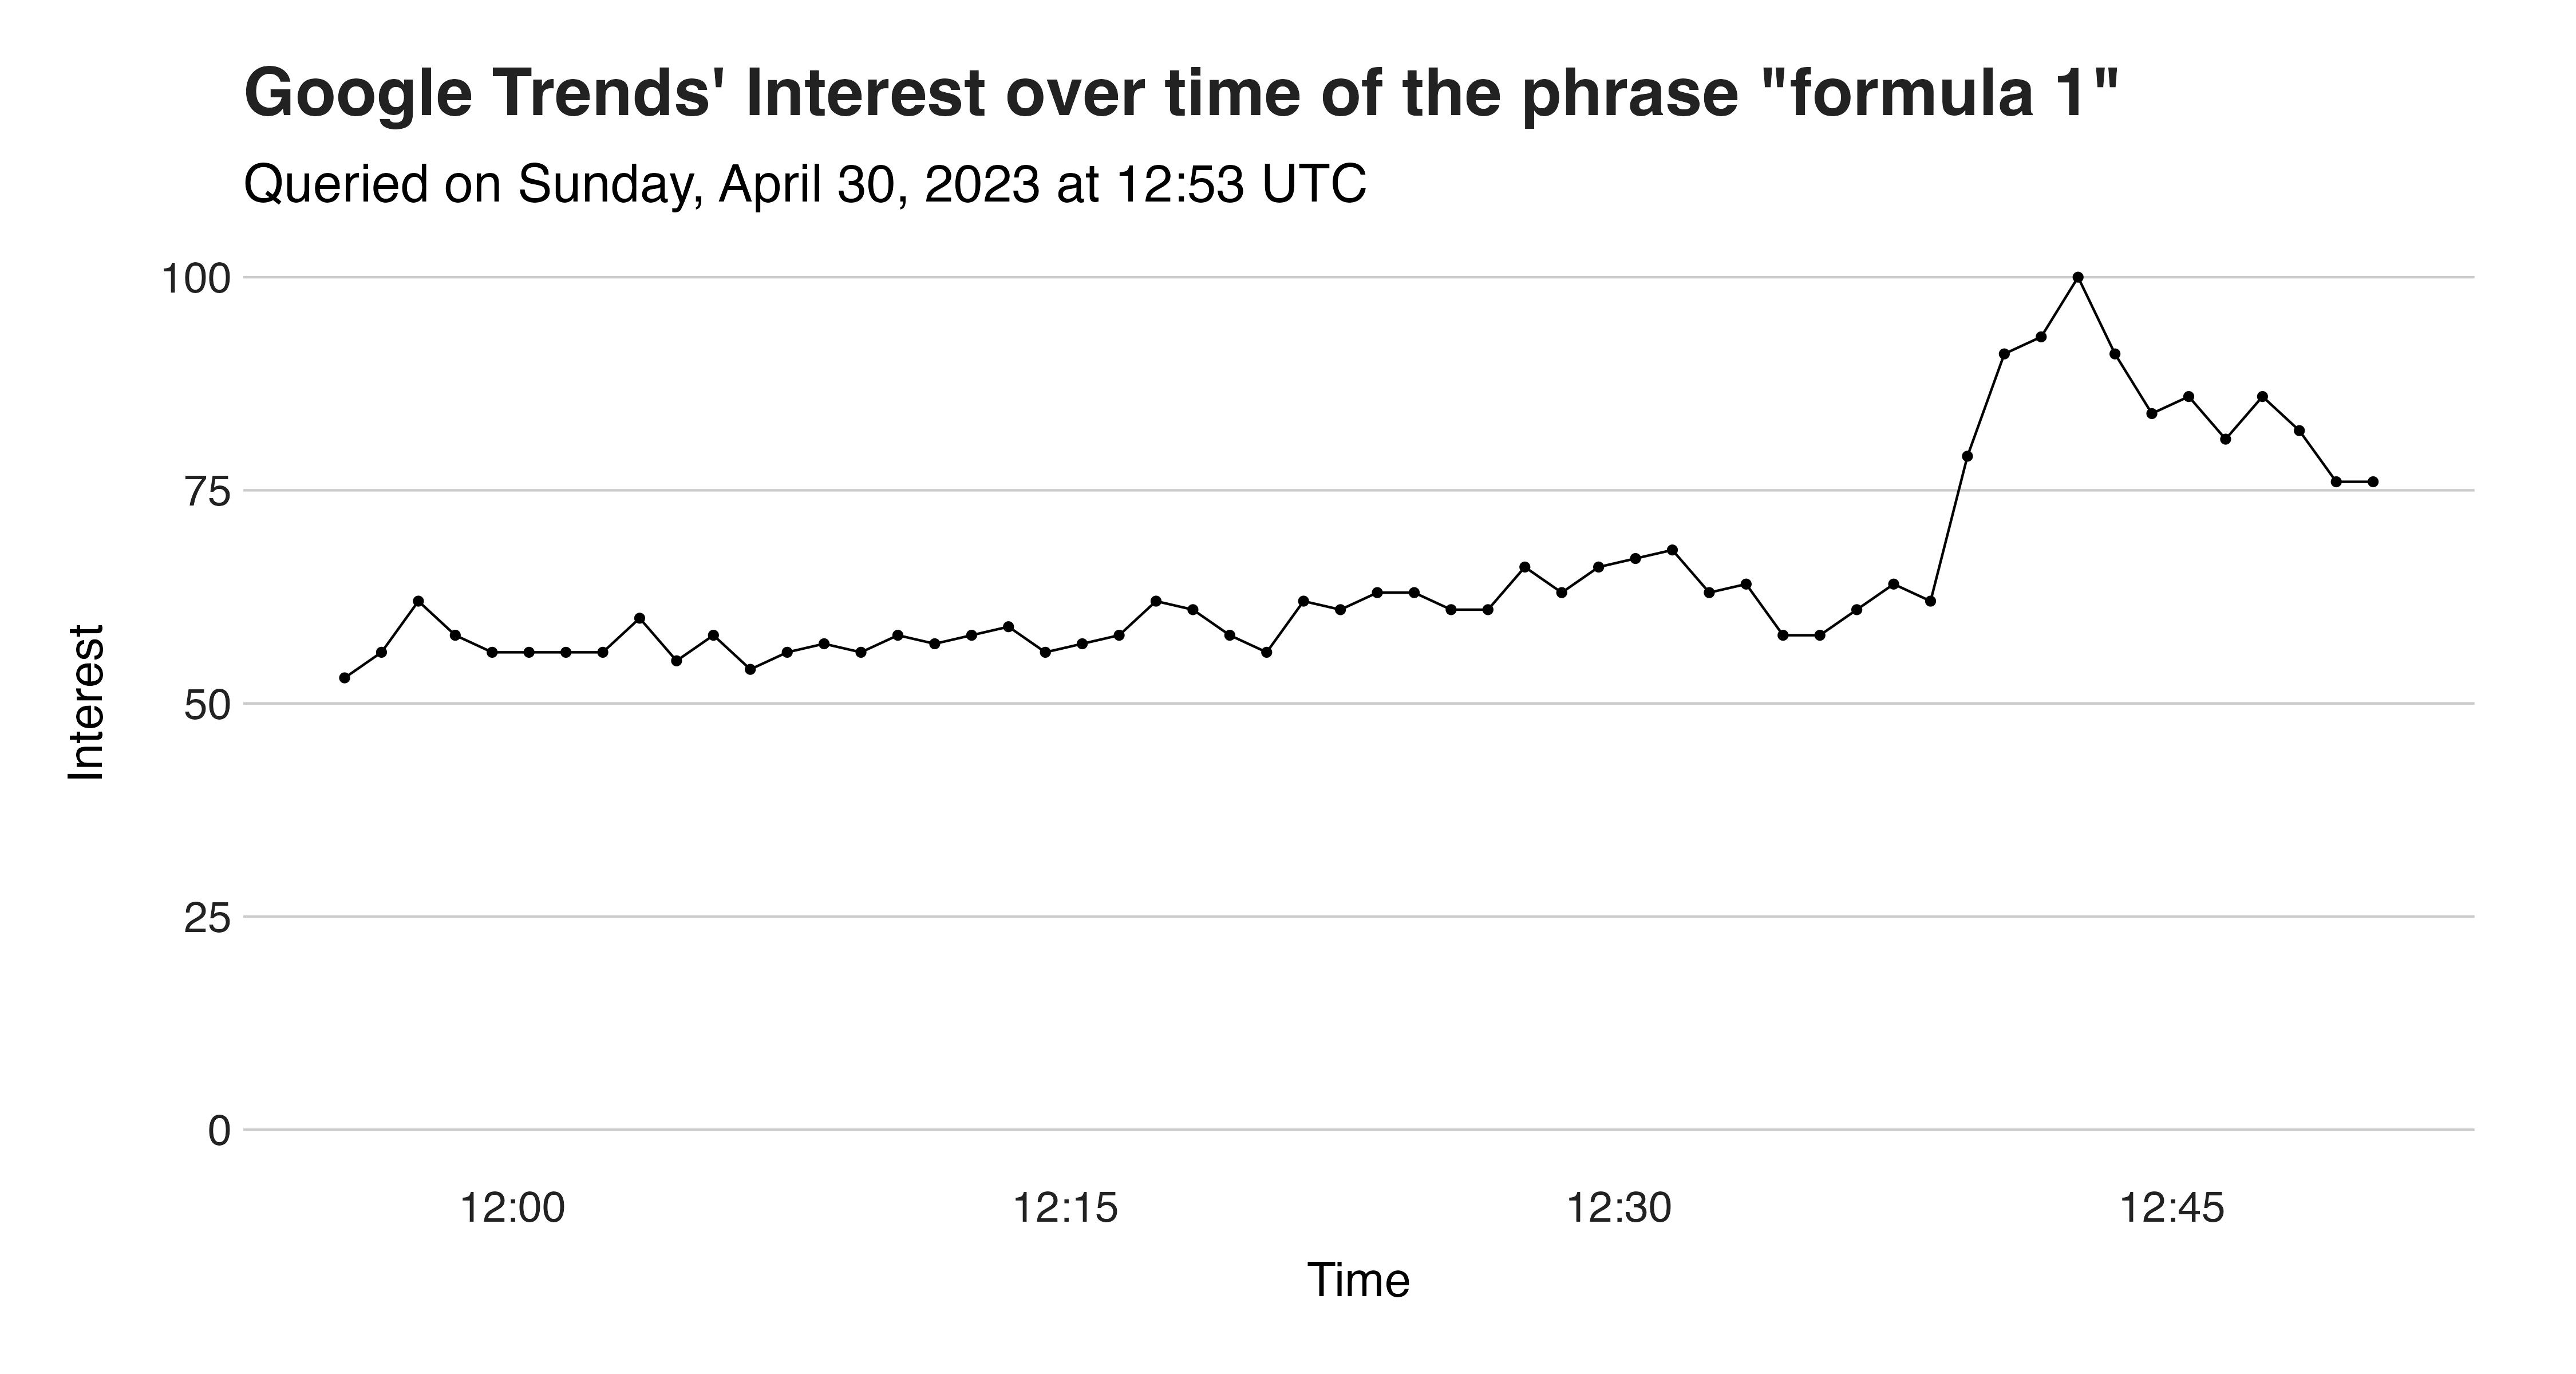 Google Trends' Interest over time of the phrase "formula 1"
Queried on Sunday, April 30, 2023 at 12:53 UTC
100
75
50
25
0
Interest
12:00 12:15 12:30 12:45
Time